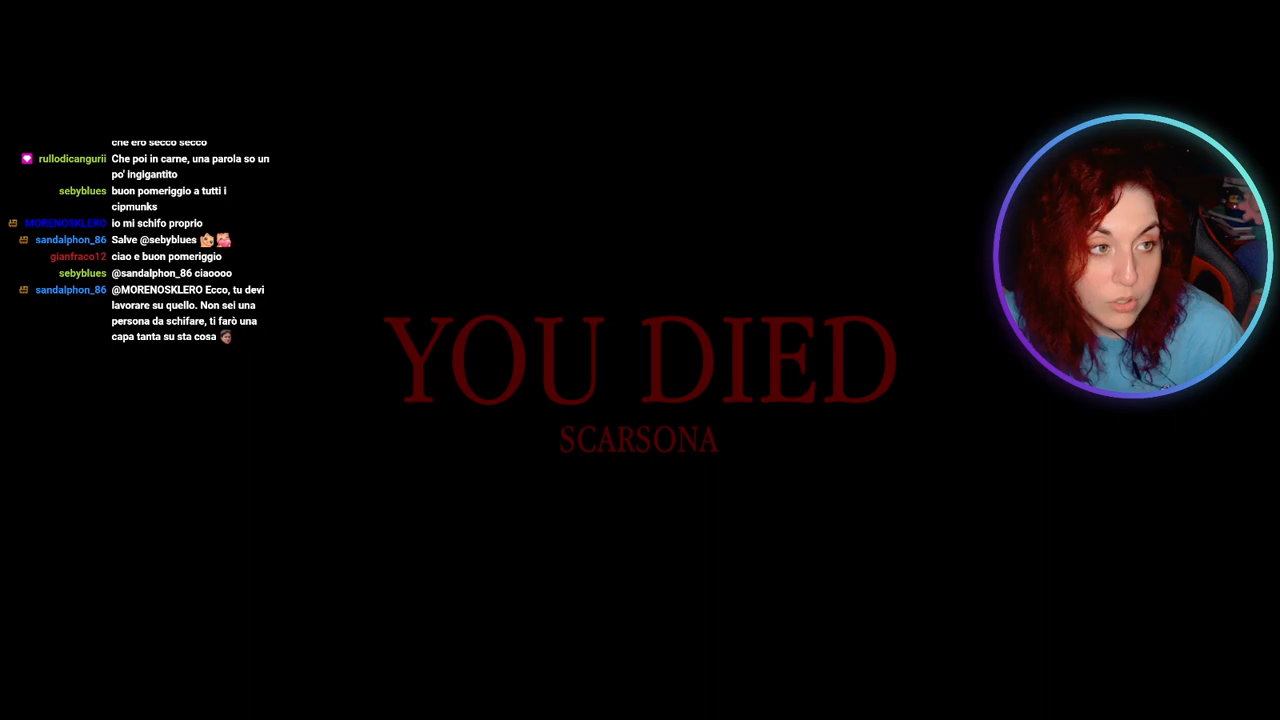 che ero secco secco
rullodicangurii Che poi in carne, una parola so un
po' ingigantito
sebyblues buon pomeriggio a tutti i
cipmunks
MORENOSKLERO io mi schifo proprio
sandalphon_86 Salve @sebyblues
gianfraco12 ciao e buon pomeriggio
sebyblues @sandalphon_86 ciaoooo
sandalphon_86 @MORENOSKLERO Ecco, tu devi
lavorare su quello. Non sei una
persona da schifare, ti farò una
capa tanta su sta cosa
YOU DIED
SCARSONA